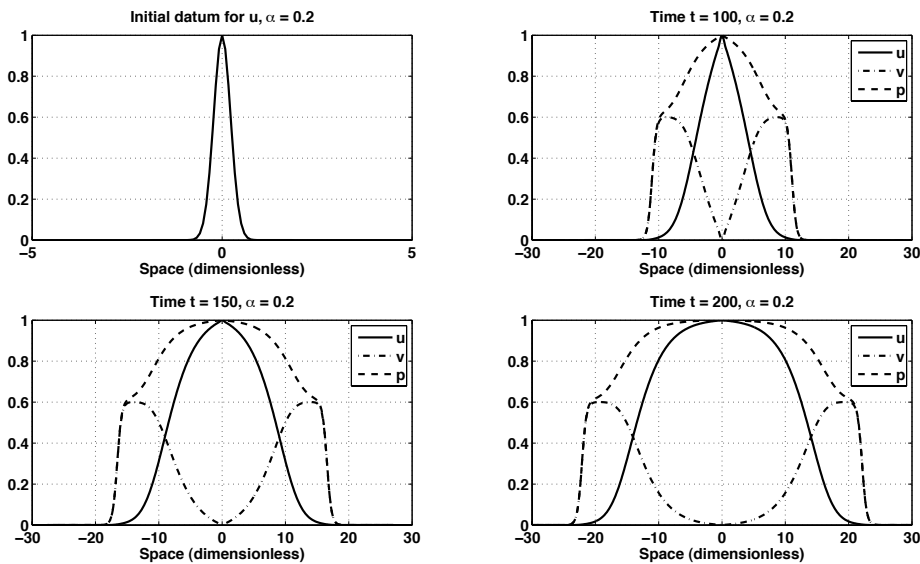 Initial datum for u, α = 0.2
1
0.8
0.6
0.4
0.2
0
−5 0 5
Space (dimensionless)
Time t = 100, α = 0.2
1
0.8
0.6
0.4
0.2
0
−30 −20 −10 0 10 20 30
Space (dimensionless)
u
v
p
Time t = 150, α = 0.2
1
0.8
0.6
0.4
0.2
0
−30 −20 −10 0 10 20 30
Space (dimensionless)
u
v
p
Time t = 200, α = 0.2
1
0.8
0.6
0.4
0.2
0
−30 −20 −10 0 10 20 30
Space (dimensionless)
u
v
p